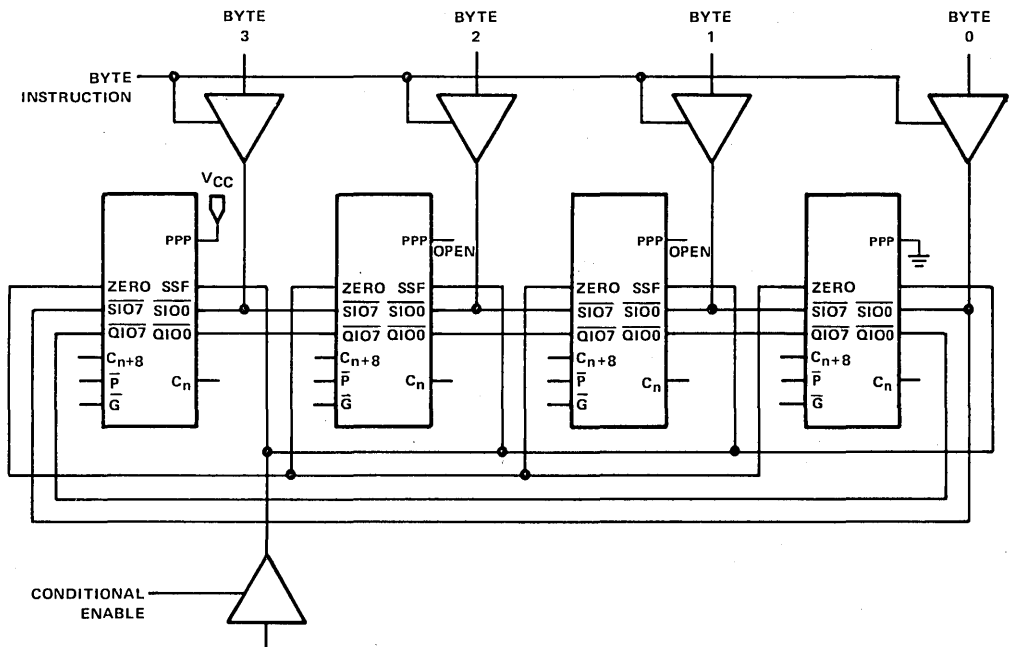 BYTE
3
BYTE
2
BYTE
1
BYTE
0
BYTE
INSTRUCTION
VCC
PPP
PPP
OPEN
PPP
OPEN
PPP
ZERO SSF
ZERO SSF
ZERO SSF
ZERO
SIO7 SIO0
SIO7 SIO0
SIO7 SIO0
SIO7 SIO0
QIO7 QIO0
QIO7 QIO0
QIO7 QIO0
QIO7 QIO0
Cn+8
Cn+8
Cn+8
Cn+8
P Cn
P Cn
P Cn
P Cn
G
G
G
G
CONDITIONAL
ENABLE